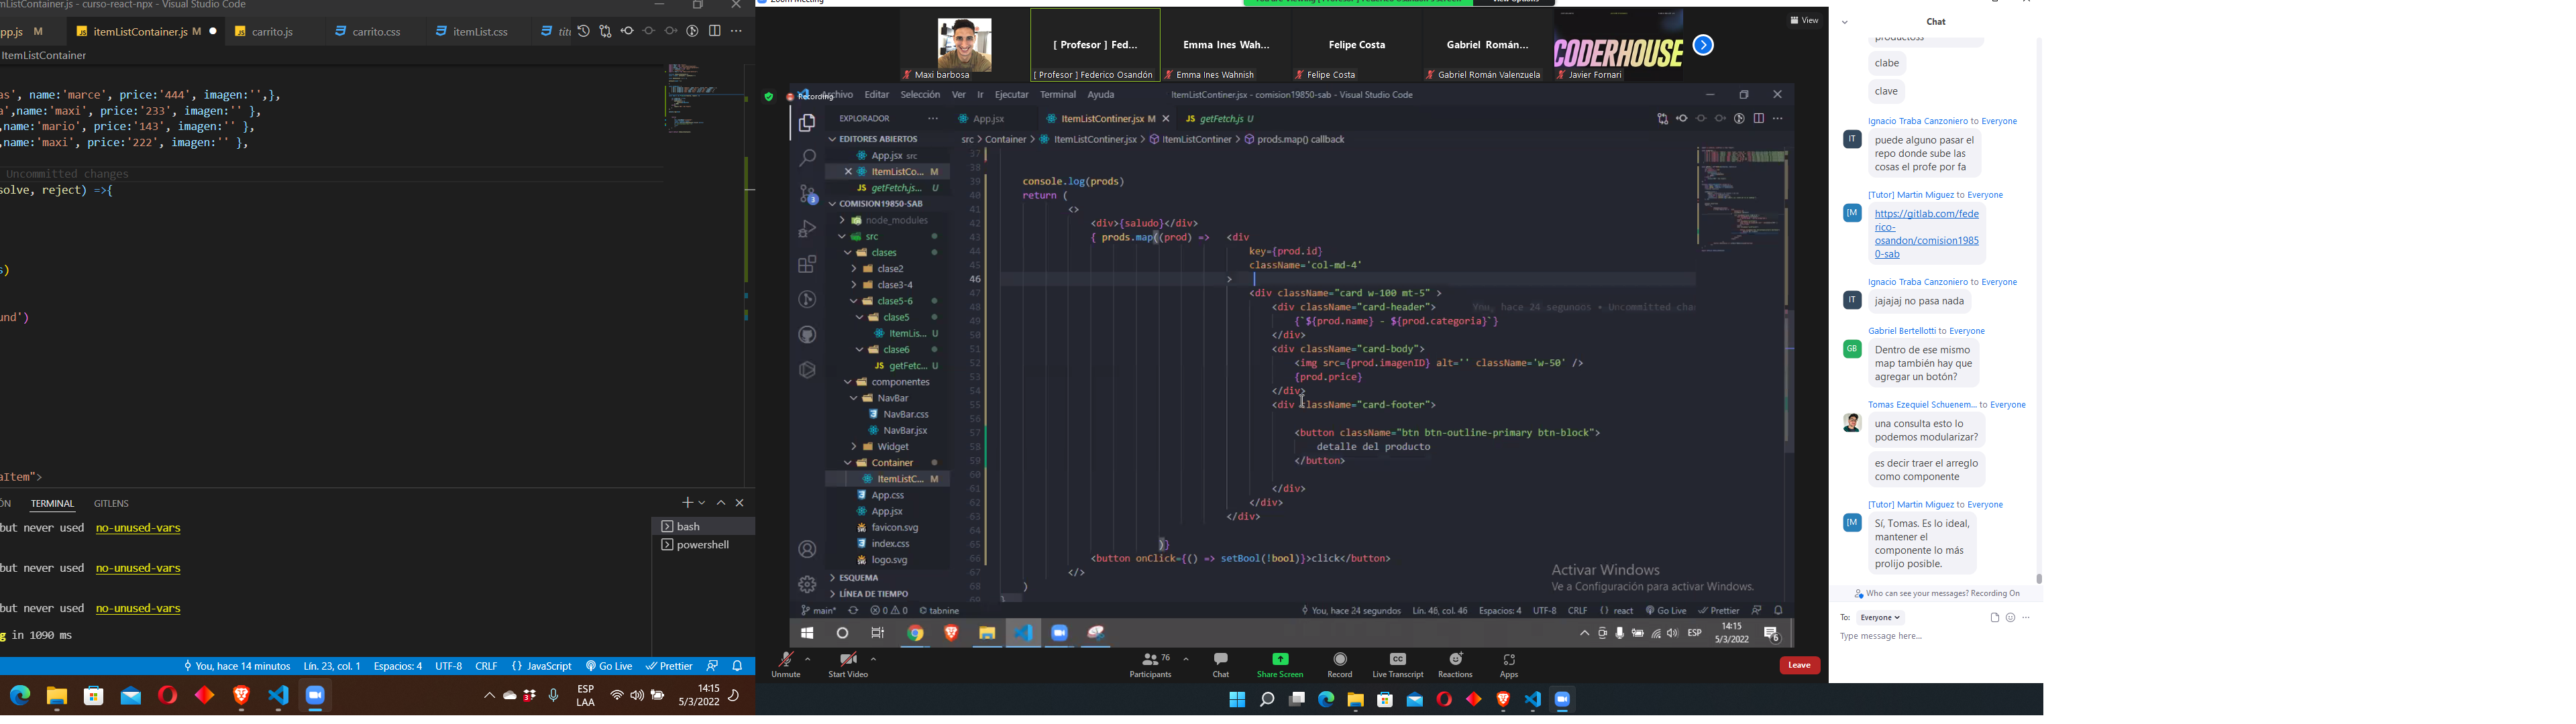 mListContainer.js - curso-react-npx - Visual Studio Code
pp.js M
itemListContainer.js M
carrito.js
carrito.css
itemList.css
ItemListContainer
as', name:'marce', price:'444', imagen:'',},
a',name:'maxi', price:'233', imagen:'' },
,name:'mario', price:'143', imagen:'' },
,name:'maxi', price:'222', imagen:'' },
Uncommitted changes
solve, reject) =>{
s)
und')
aItem">
ÓN TERMINAL GITLENS
but never used no-unused-vars
but never used no-unused-vars
but never used no-unused-vars
g in 1090 ms
bash
powershell
You, hace 14 minutos Lín. 23, col. 1 Espacios: 4 UTF-8 CRLF {} JavaScript Go Live Prettier
ESP
LAA
14:15
5/3/2022
Zoom Meeting
View
Maxi barbosa
[ Profesor ] Fed...
[ Profesor ] Federico Osandón
Emma Ines Wah...
Emma Ines Wahnish
Felipe Costa
Felipe Costa
Gabriel Román...
Gabriel Román Valenzuela
CODERHOUSE
Javier Fornari
Recording
Archivo Editar Selección Ver Ir Ejecutar Terminal Ayuda
ItemListContiner.jsx - comision19850-sab - Visual Studio Code
EXPLORADOR
App.jsx
ItemListContiner.jsx M
getFetch.js U
EDITORES ABIERTOS
App.jsx src
ItemListCo... M
getFetch.js... U
COMISION19850-SAB
node_modules
src
clases
clase2
clase3-4
clase5-6
clase5
ItemLis... U
clase6
getFetc... U
componentes
NavBar
NavBar.css
NavBar.jsx
Widget
Container
ItemListC... M
App.css
App.jsx
favicon.svg
index.css
logo.svg
ESQUEMA
LÍNEA DE TIEMPO
src > Container > ItemListContiner.jsx > ItemListContiner > prods.map() callback
37
38
39 console.log(prods)
40 return (
41 <>
42 <div>{saludo}</div>
43 { prods.map((prod) => <div
44 key={prod.id}
45 className='col-md-4'
46 >
47 <div className="card w-100 mt-5" >
48 <div className="card-header"> You, hace 24 segundos • Uncommitted cha
49 {`${prod.name} - ${prod.categoria}`}
50 </div>
51 <div className="card-body">
52 <img src={prod.imagenID} alt='' className='w-50' />
53 {prod.price}
54 </div>
55 <div className="card-footer">
56
57 <button className="btn btn-outline-primary btn-block">
58 detalle del producto
59 </button>
60
61 </div>
62 </div>
63 </div>
64
65 )}
66 <button onClick={() => setBool(!bool)}>click</button>
67 </>
68 )
69 }
Activar Windows
Ve a Configuración para activar Windows.
main* 0 0 tabnine
You, hace 24 segundos Lín. 46, col. 46 Espacios: 4 UTF-8 CRLF react Go Live Prettier
ESP
14:15
5/3/2022
Unmute
Start Video
76
Participants
Chat
Share Screen
Record
Live Transcript
Reactions
Apps
Leave
Chat
productoss
clabe
clave
Ignacio Traba Canzoniero to Everyone
IT
puede alguno pasar el
repo donde sube las
cosas el profe por fa
[Tutor] Martin Miguez to Everyone
[M
https://gitlab.com/fede
rico-
osandon/comision1985
0-sab
Ignacio Traba Canzoniero to Everyone
IT
jajajaj no pasa nada
Gabriel Bertellotti to Everyone
GB
Dentro de ese mismo
map también hay que
agregar un botón?
Tomas Ezequiel Schuenem... to Everyone
una consulta esto lo
podemos modularizar?
es decir traer el arreglo
como componente
[Tutor] Martin Miguez to Everyone
[M
Sí, Tomas. Es lo ideal,
mantener el
componente lo más
prolijo posible.
Who can see your messages? Recording On
To: Everyone
Type message here...